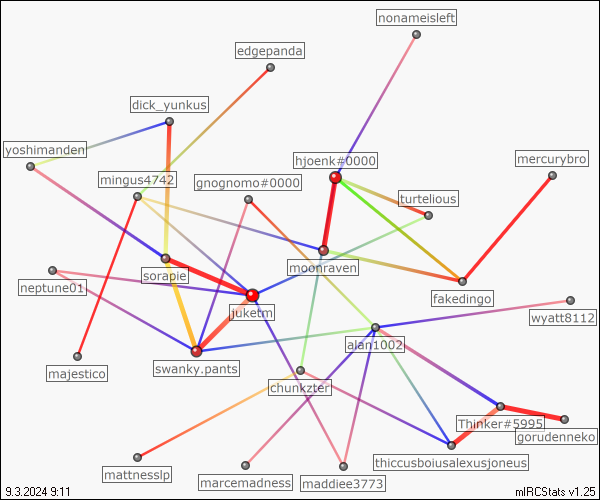 nonameisleft
edgepanda
dick_yunkus
yoshimanden
hjoenk#0000
mercurybro
mingus4742
gnognomo#0000
turtelious
moonraven
sorapie
neptune01
fakedingo
juketm
wyatt8112
alan1002
swanky.pants
majestico
chunkzter
Thinker#5995
gorudenneko
thiccusboiusalexusjoneus
mattnesslp
marcemadness
maddiee3773
9.3.2024 9:11
mIRCStats v1.25